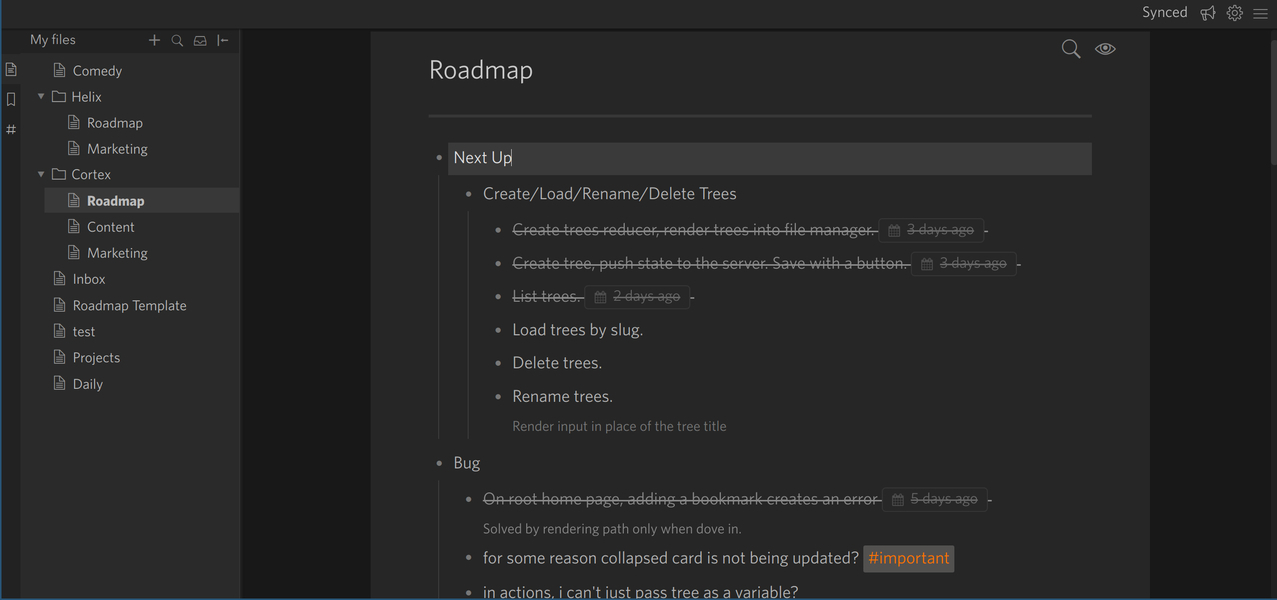 Synced
My files
Comedy
Helix
Roadmap
Marketing
Cortex
Roadmap
Content
Marketing
Inbox
Roadmap Template
test
Projects
Daily
Roadmap
Next Up
Create/Load/Rename/Delete Trees
Create trees reducer, render trees into file manager. 3 days ago
Create tree, push state to the server. Save with a button. 3 days ago
List trees. 2 days ago
Load trees by slug.
Delete trees.
Rename trees.
Render input in place of the tree title
Bug
On root home page, adding a bookmark creates an error 5 days ago
Solved by rendering path only when dove in.
for some reason collapsed card is not being updated? #important
in actions, i can't just pass tree as a variable?